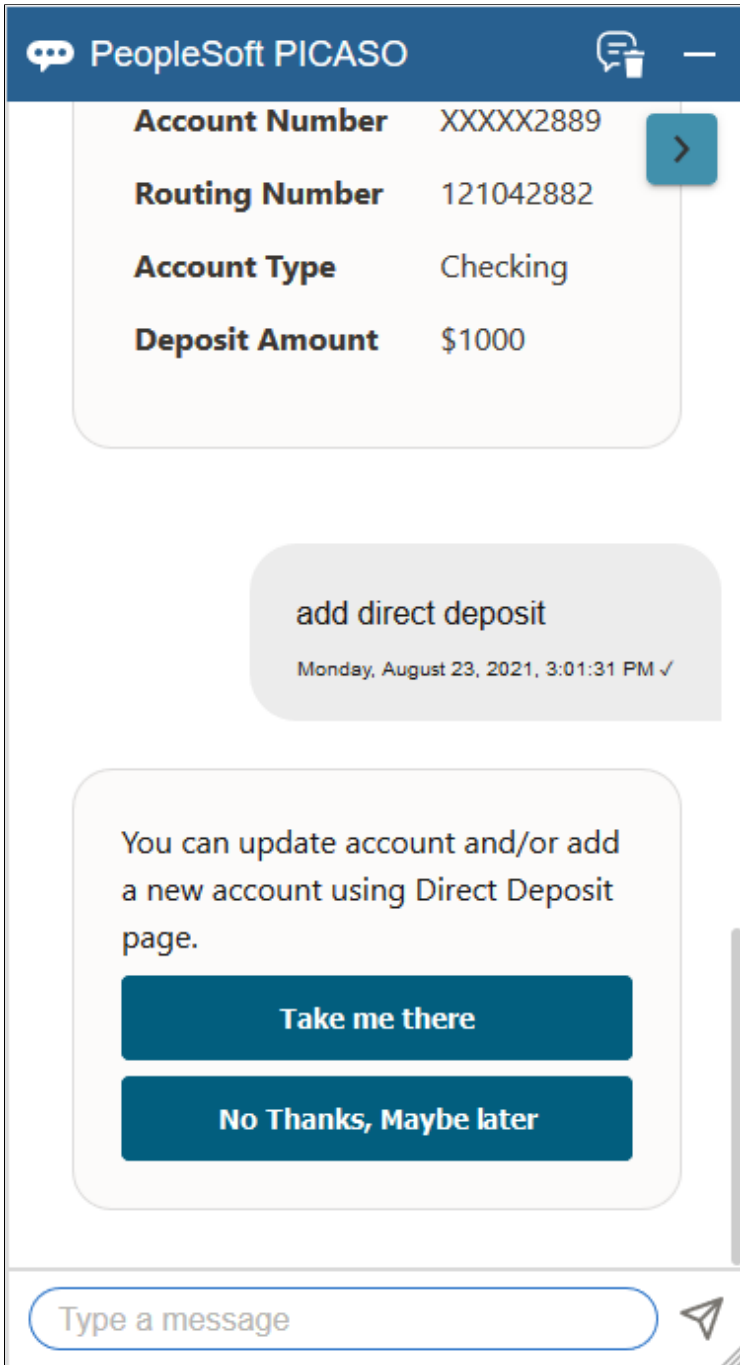 PeopleSoft PICASO
Account Number XXXXX2889
Routing Number 121042882
Account Type Checking
Deposit Amount $1000
add direct deposit
Monday, August 23, 2021, 3:01:31 PM ✓
You can update account and/or add
a new account using Direct Deposit
page.
Take me there
No Thanks, Maybe later
Type a message